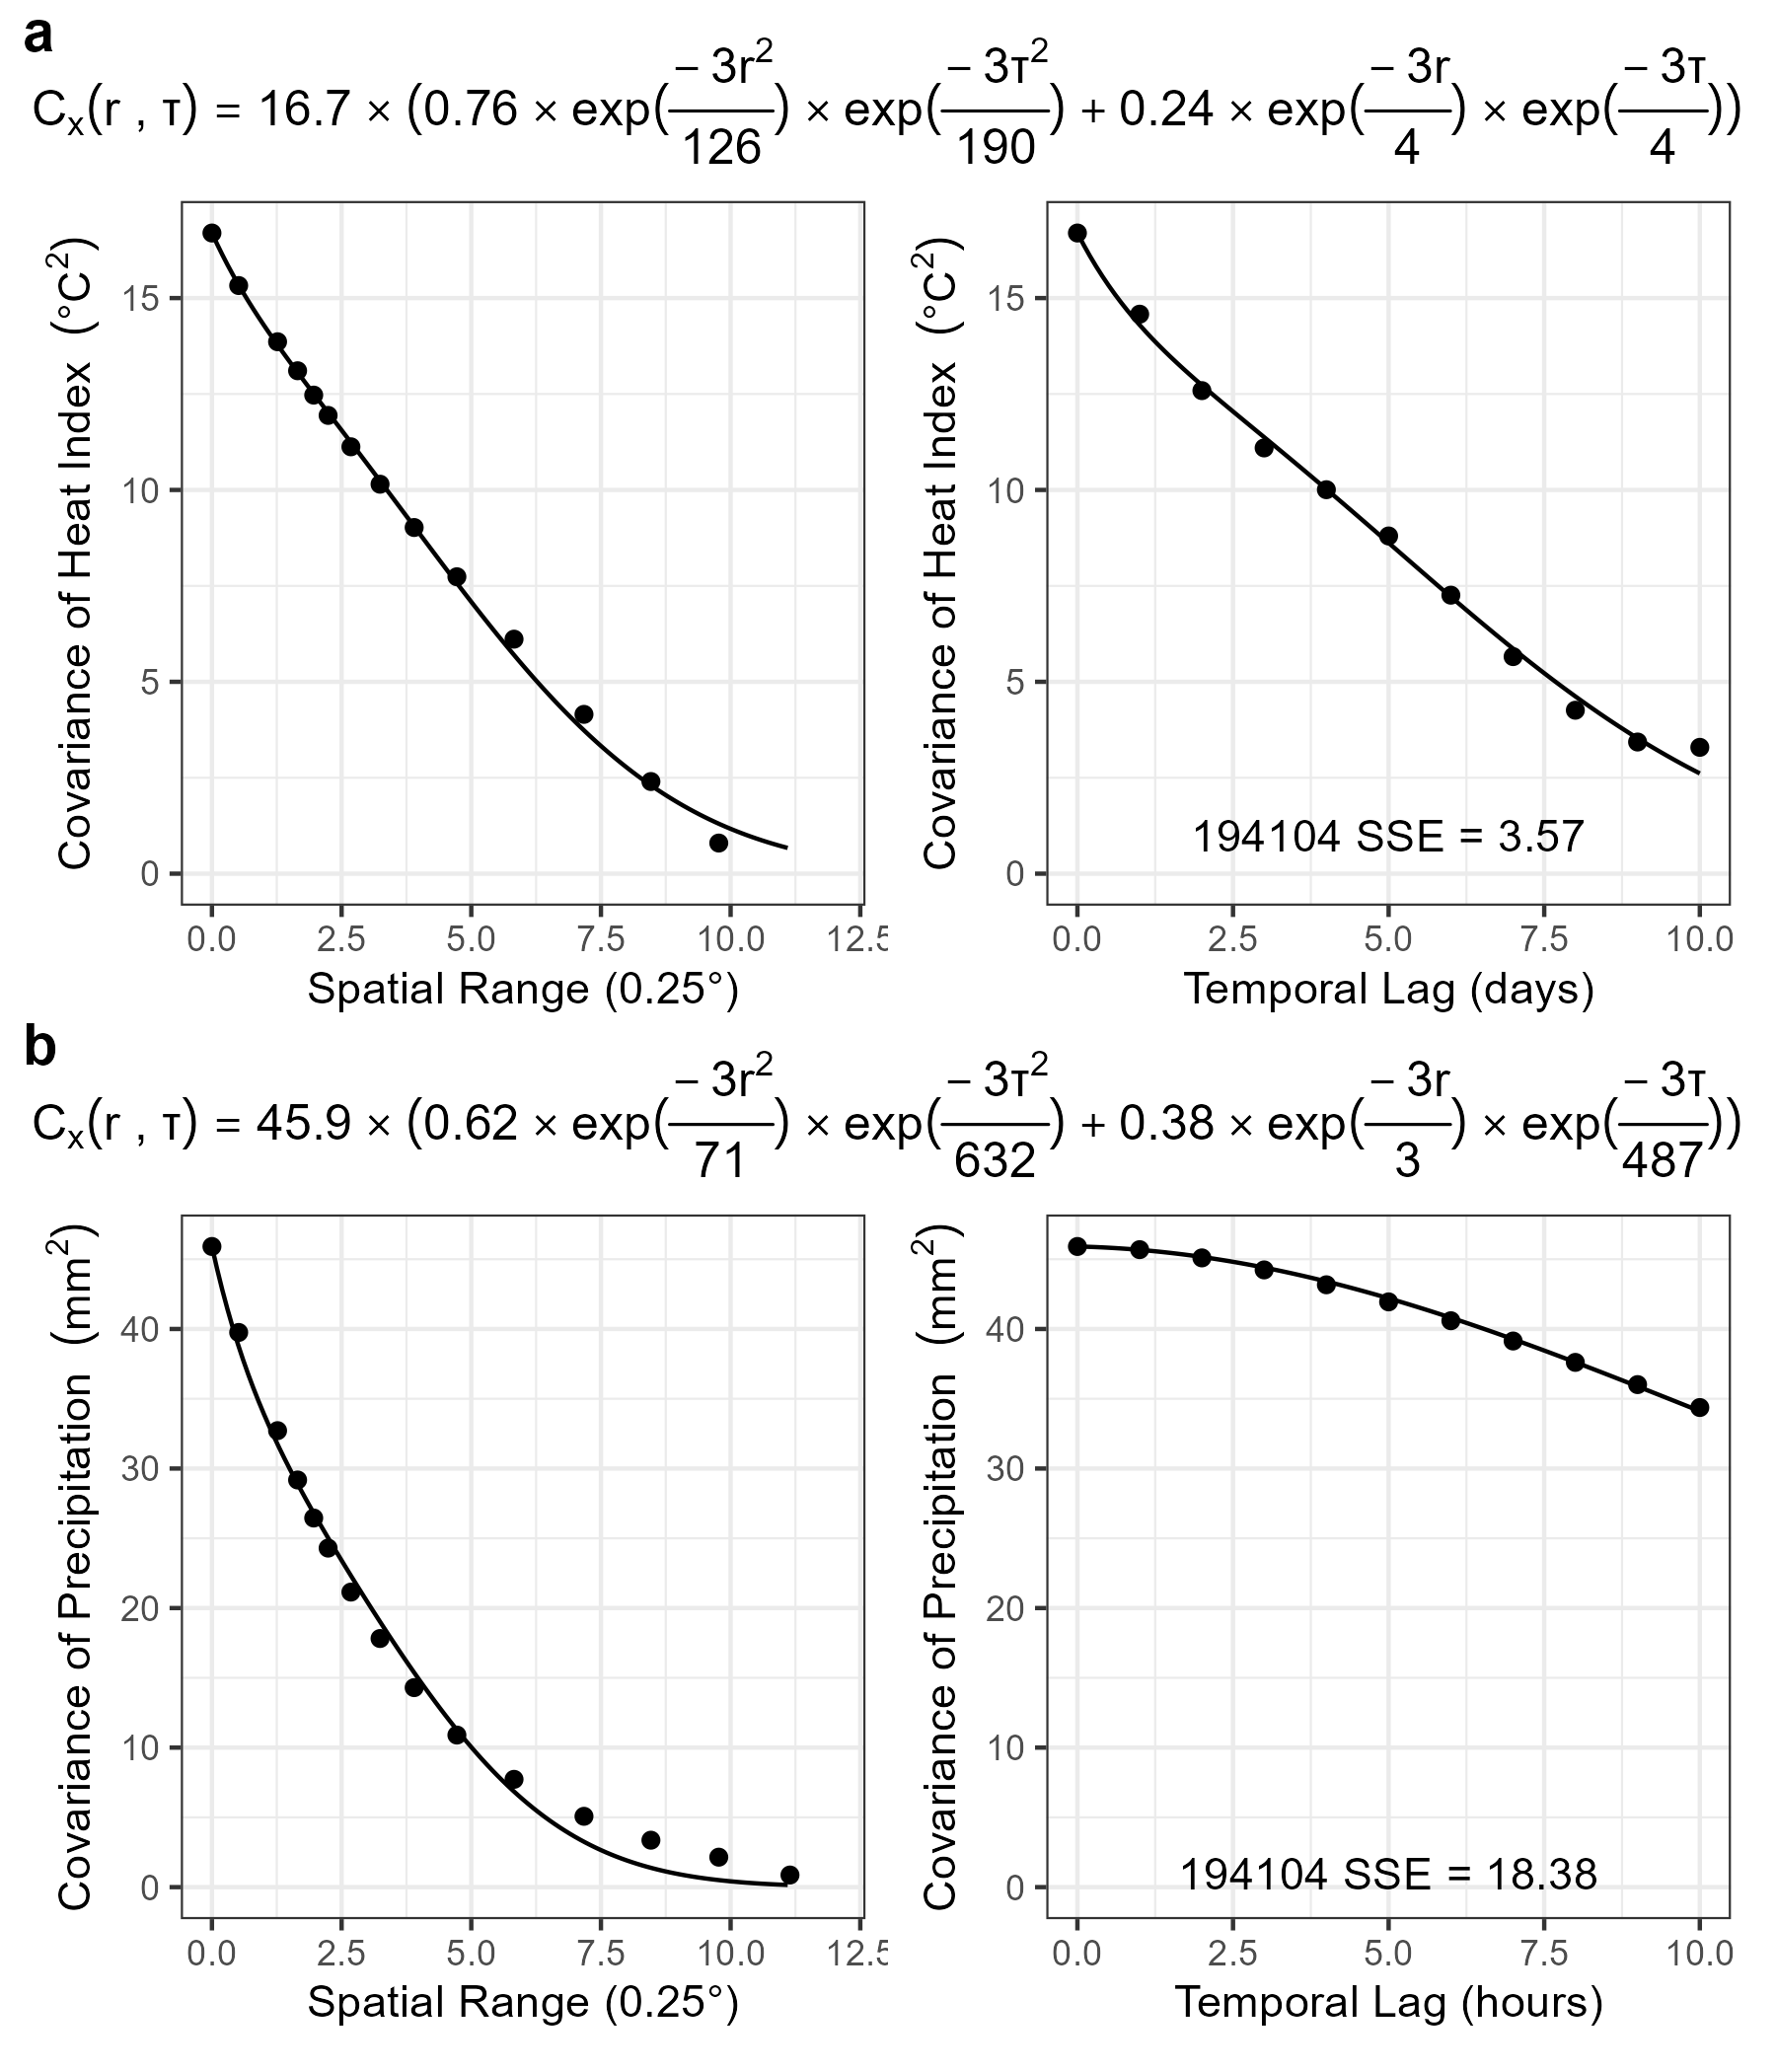 a
Cₓ(r , τ) = 16.7 × (0.76 × exp(− 3r²/126) × exp(− 3τ²/190) + 0.24 × exp(− 3r/4) × exp(− 3τ/4))
Covariance of Heat Index (°C²)
15
10
5
0
0.0 2.5 5.0 7.5 10.0 12.5
Spatial Range (0.25°)
Covariance of Heat Index (°C²)
15
10
5
0
194104 SSE = 3.57
0.0 2.5 5.0 7.5 10.0
Temporal Lag (days)
b
Cₓ(r , τ) = 45.9 × (0.62 × exp(− 3r²/71) × exp(− 3τ²/632) + 0.38 × exp(− 3r/3) × exp(− 3τ/487))
Covariance of Precipitation (mm²)
40
30
20
10
0
0.0 2.5 5.0 7.5 10.0 12.5
Spatial Range (0.25°)
Covariance of Precipitation (mm²)
40
30
20
10
0
194104 SSE = 18.38
0.0 2.5 5.0 7.5 10.0
Temporal Lag (hours)